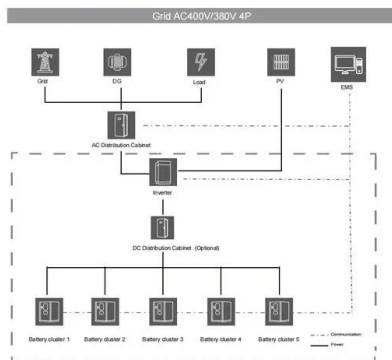 Grid AC400V/380V 4P
Grid
DG
Load
PV
EMS
AC Distribution Cabinet
Inverter
DC Distribution Cabinet (Optional)
Battery cluster 1
Battery cluster 2
Battery cluster 3
Battery cluster 4
Battery cluster 5
Communication
Power